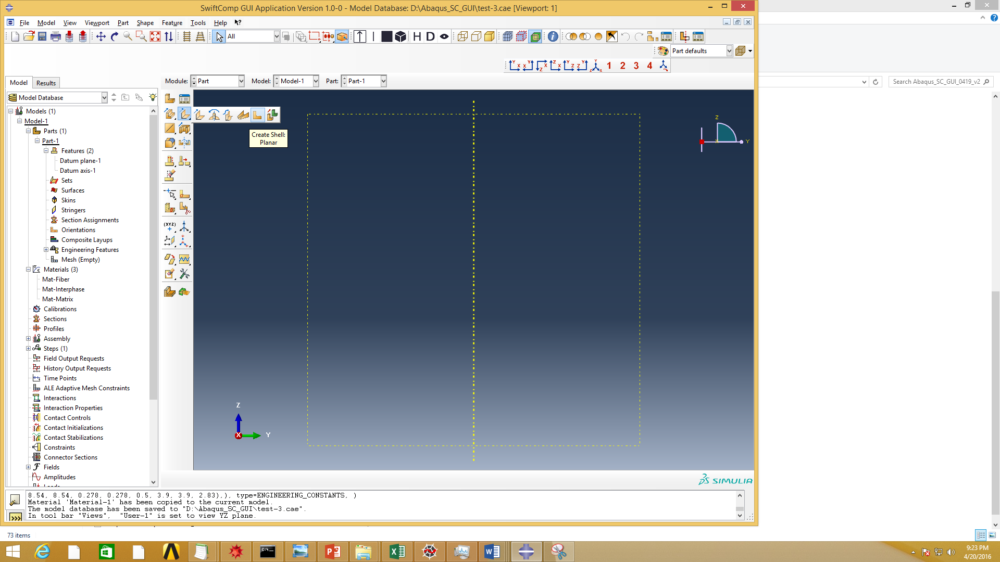 SwiftComp GUI Application Version 1.0-0 - Model Database: D:\Abaqus_SC_GUI\test-3.cae [Viewport: 1]
File Model View Viewport Part Shape Feature Tools Help
All
Part defaults
1 2 3 4
Search Abaqus_SC_GUI_0419_v2
Model Results
Module: Part Model: Model-1 Part: Part-1
Model Database
Models (1)
Model-1
Parts (1)
Part-1
Features (2)
Datum plane-1
Datum axis-1
Sets
Surfaces
Skins
Stringers
Section Assignments
Orientations
Composite Layups
Engineering Features
Mesh (Empty)
Materials (3)
Mat-Fiber
Mat-Interphase
Mat-Matrix
Calibrations
Sections
Profiles
Assembly
Steps (1)
Field Output Requests
History Output Requests
Time Points
ALE Adaptive Mesh Constraints
Interactions
Interaction Properties
Contact Controls
Contact Initializations
Contact Stabilizations
Constraints
Connector Sections
Fields
Amplitudes
(XYZ)
Create Shell:
Planar
Z
X
Y
Z
X
Y
SIMULIA
8.54, 8.54, 0.278, 0.278, 0.5, 3.9, 3.9, 2.83),), type=ENGINEERING_CONSTANTS, )
Material 'Material-1' has been copied to the current model.
The model database has been saved to "D:\Abaqus_SC_GUI\test-3.cae".
In tool bar "Views", "User-1" is set to view YZ plane.
73 items
9:23 PM
4/20/2016